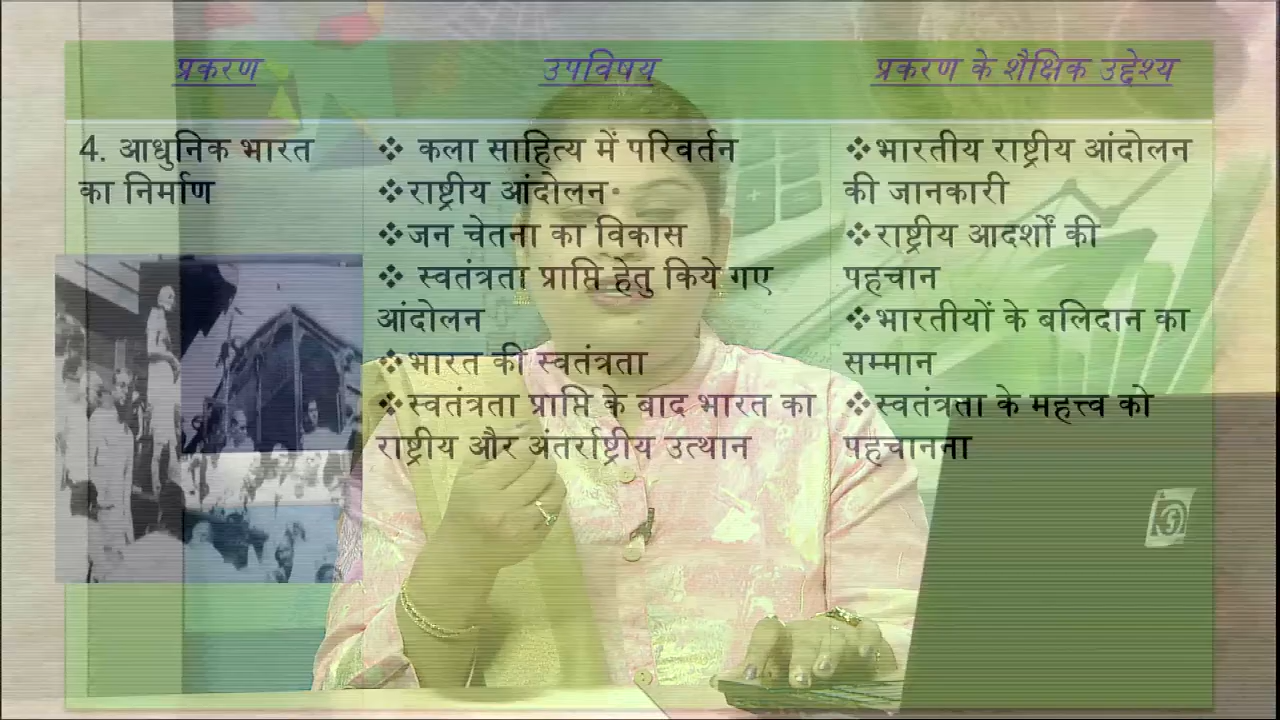 प्रकरण
उपविषय
प्रकरण के शैक्षिक उद्देश्य
4. आधुनिक भारत
का निर्माण
❖ कला साहित्य में परिवर्तन
❖राष्ट्रीय आंदोलन
❖जन चेतना का विकास
❖ स्वतंत्रता प्राप्ति हेतु किये गए
आंदोलन
❖भारत की स्वतंत्रता
❖स्वतंत्रता प्राप्ति के बाद भारत का
राष्ट्रीय और अंतर्राष्ट्रीय उत्थान
❖भारतीय राष्ट्रीय आंदोलन
की जानकारी
❖राष्ट्रीय आदर्शों की
पहचान
❖भारतीयों के बलिदान का
सम्मान
❖स्वतंत्रता के महत्त्व को
पहचानना